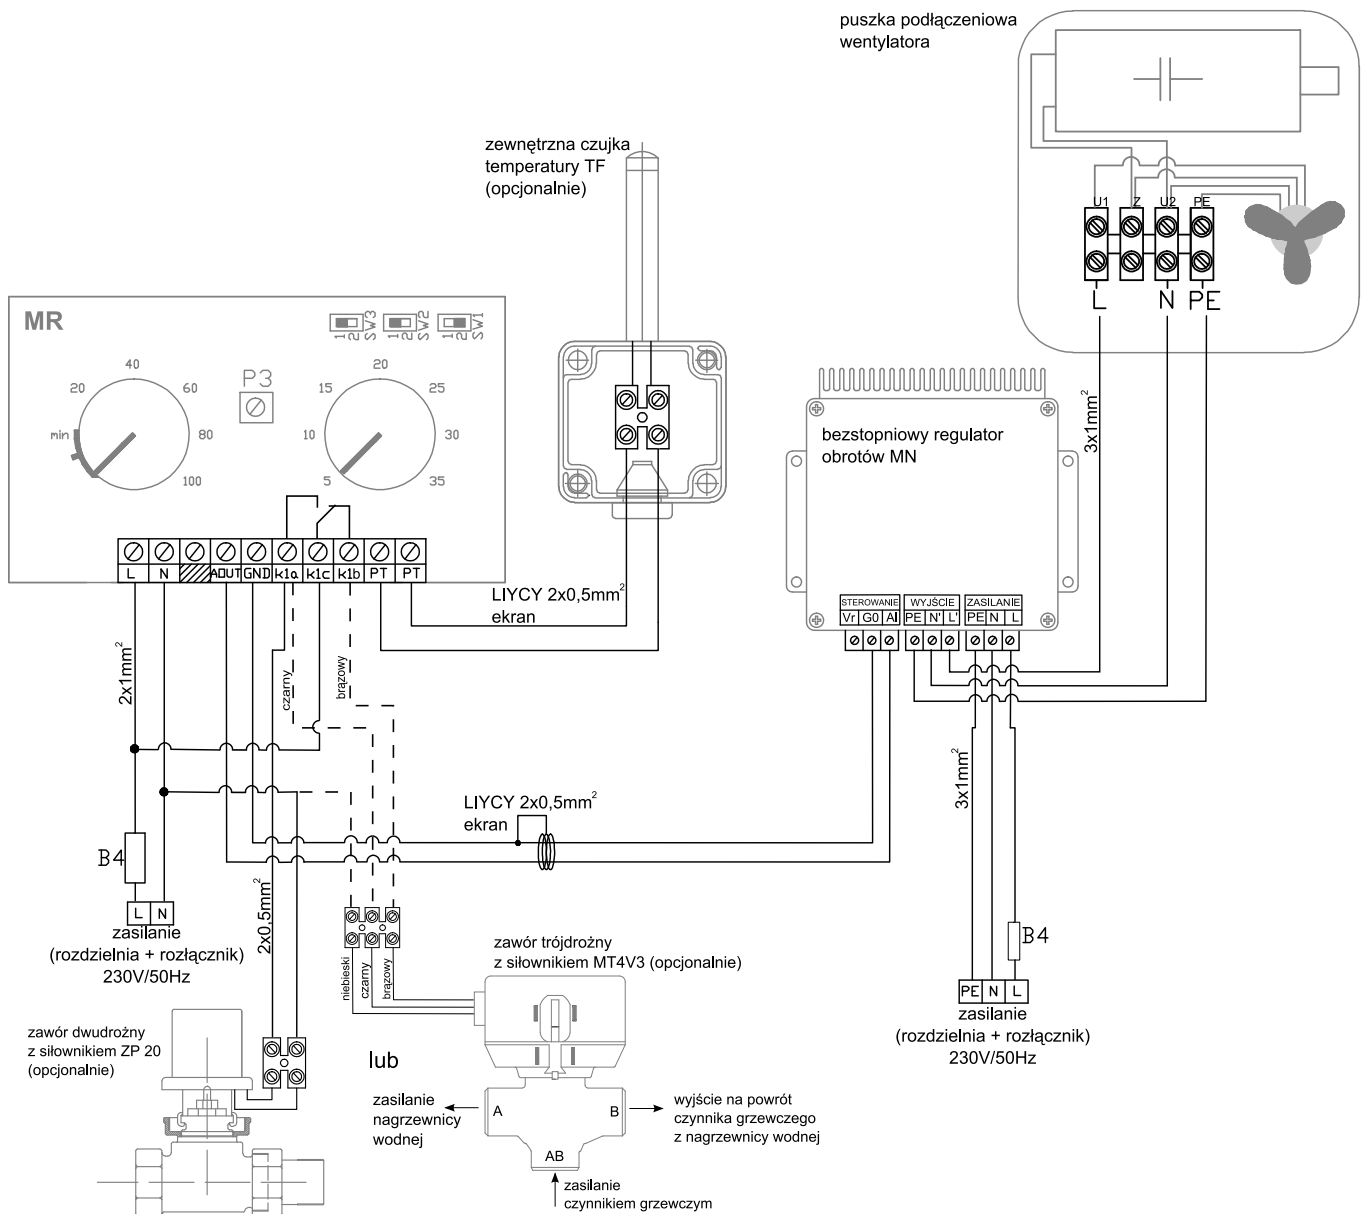 puszka podłączeniowa
wentylatora
U1 Z U2 PE
L N PE
zewnętrzna czujka
temperatury TF
(opcjonalnie)
MR
1 2 SW3 1 2 SW2 1 2 SW1
P3
min 20 40 60 80 100
5 10 15 20 25 30 35
L N AOUT GND k1a k1c k1b PT PT
bezstopniowy regulator
obrotów MN
3x1mm²
STEROWANIE WYJŚCIE ZASILANIE
Vr G0 AI PE N' L' PE N L
LIYCY 2x0,5mm²
ekran
2x1mm²
czarny
brązowy
LIYCY 2x0,5mm²
ekran
3x1mm²
B4
L N
zasilanie
(rozdzielnia + rozłącznik)
230V/50Hz
2x0,5mm²
niebieski
czarny
brązowy
zawór trójdrożny
z siłownikiem MT4V3 (opcjonalnie)
B4
PE N L
zasilanie
(rozdzielnia + rozłącznik)
230V/50Hz
zawór dwudrożny
z siłownikiem ZP 20
(opcjonalnie)
lub
zasilanie
nagrzewnicy
wodnej
A B
AB
wyjście na powrót
czynnika grzewczego
z nagrzewnicy wodnej
zasilanie
czynnikiem grzewczym